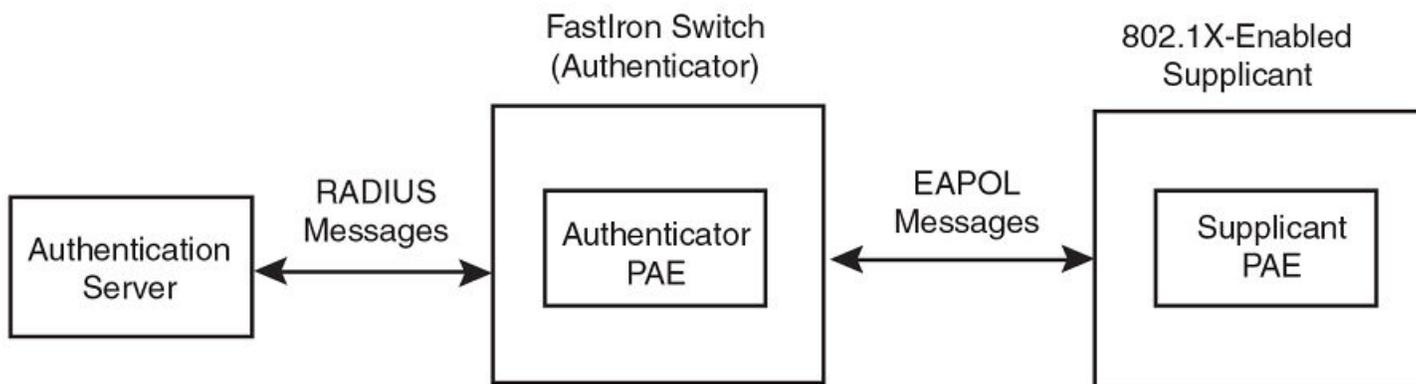 FastIron Switch
(Authenticator)
802.1X-Enabled
Supplicant
RADIUS
Messages
EAPOL
Messages
Authentication
Server
Authenticator
PAE
Supplicant
PAE